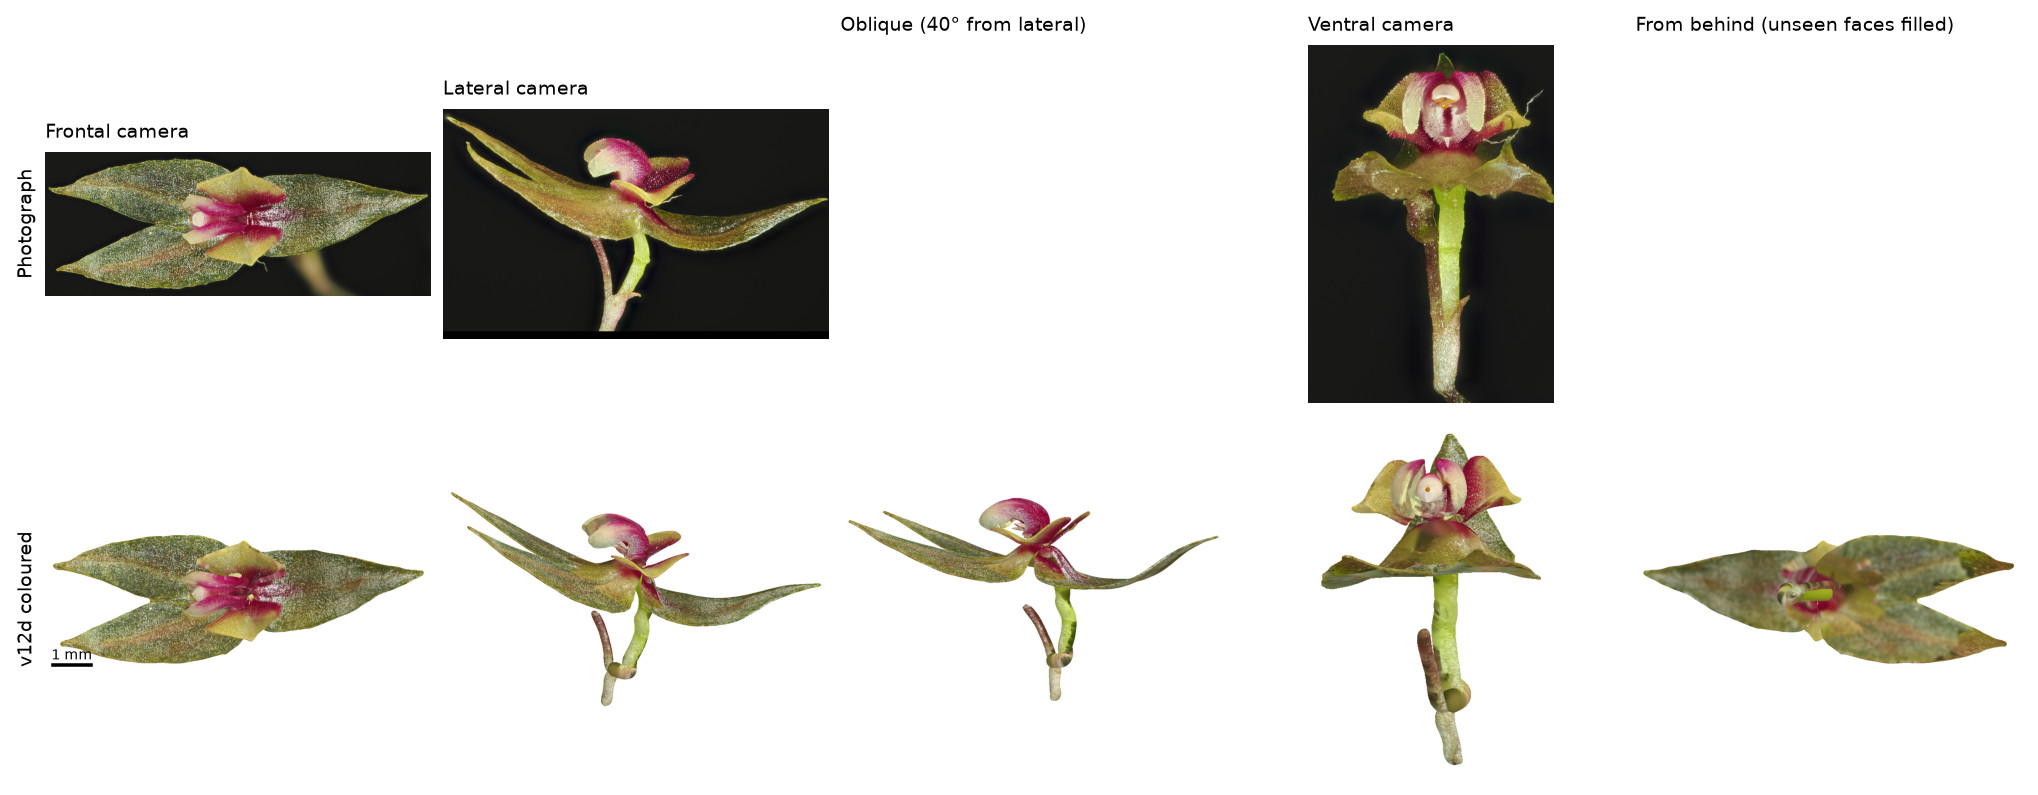 Oblique (40° from lateral)
Ventral camera
From behind (unseen faces filled)
Lateral camera
Frontal camera
Photograph
v12d coloured
1 mm